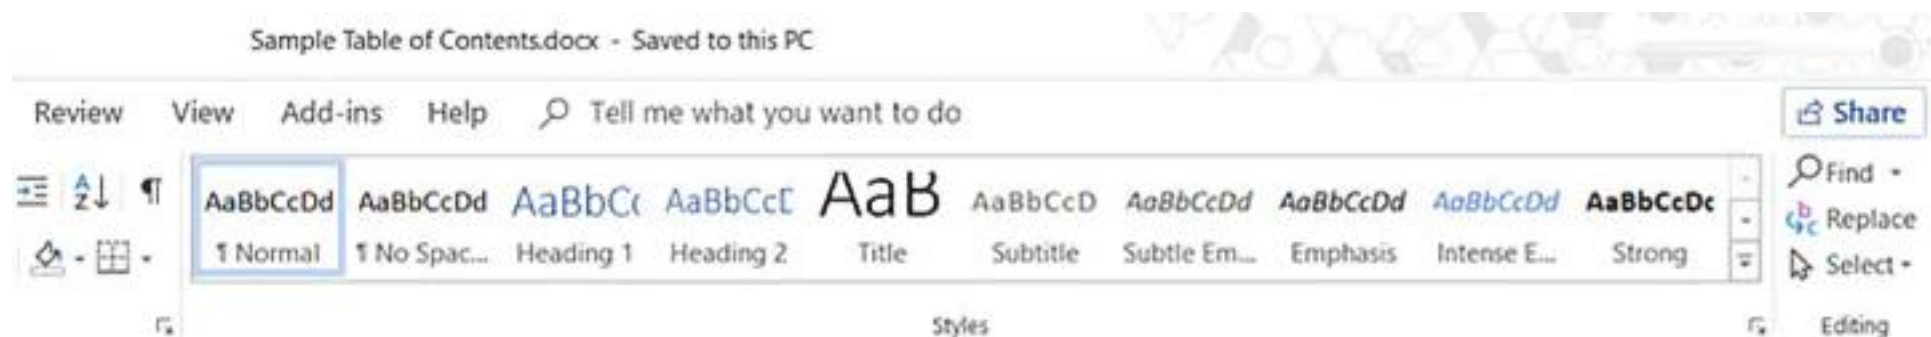 Sample Table of Contents.docx - Saved to this PC
Review View Add-ins Help Tell me what you want to do Share
A Z ¶ AaBbCcDd AaBbCcDd AaBbC( AaBbCcD AaB AaBbCcD AaBbCcDd AaBbCcDd AaBbCcDd AaBbCcDc Find
b c Replace
¶ Normal ¶ No Spac... Heading 1 Heading 2 Title Subtitle Subtle Em... Emphasis Intense E... Strong Select
Styles Editing